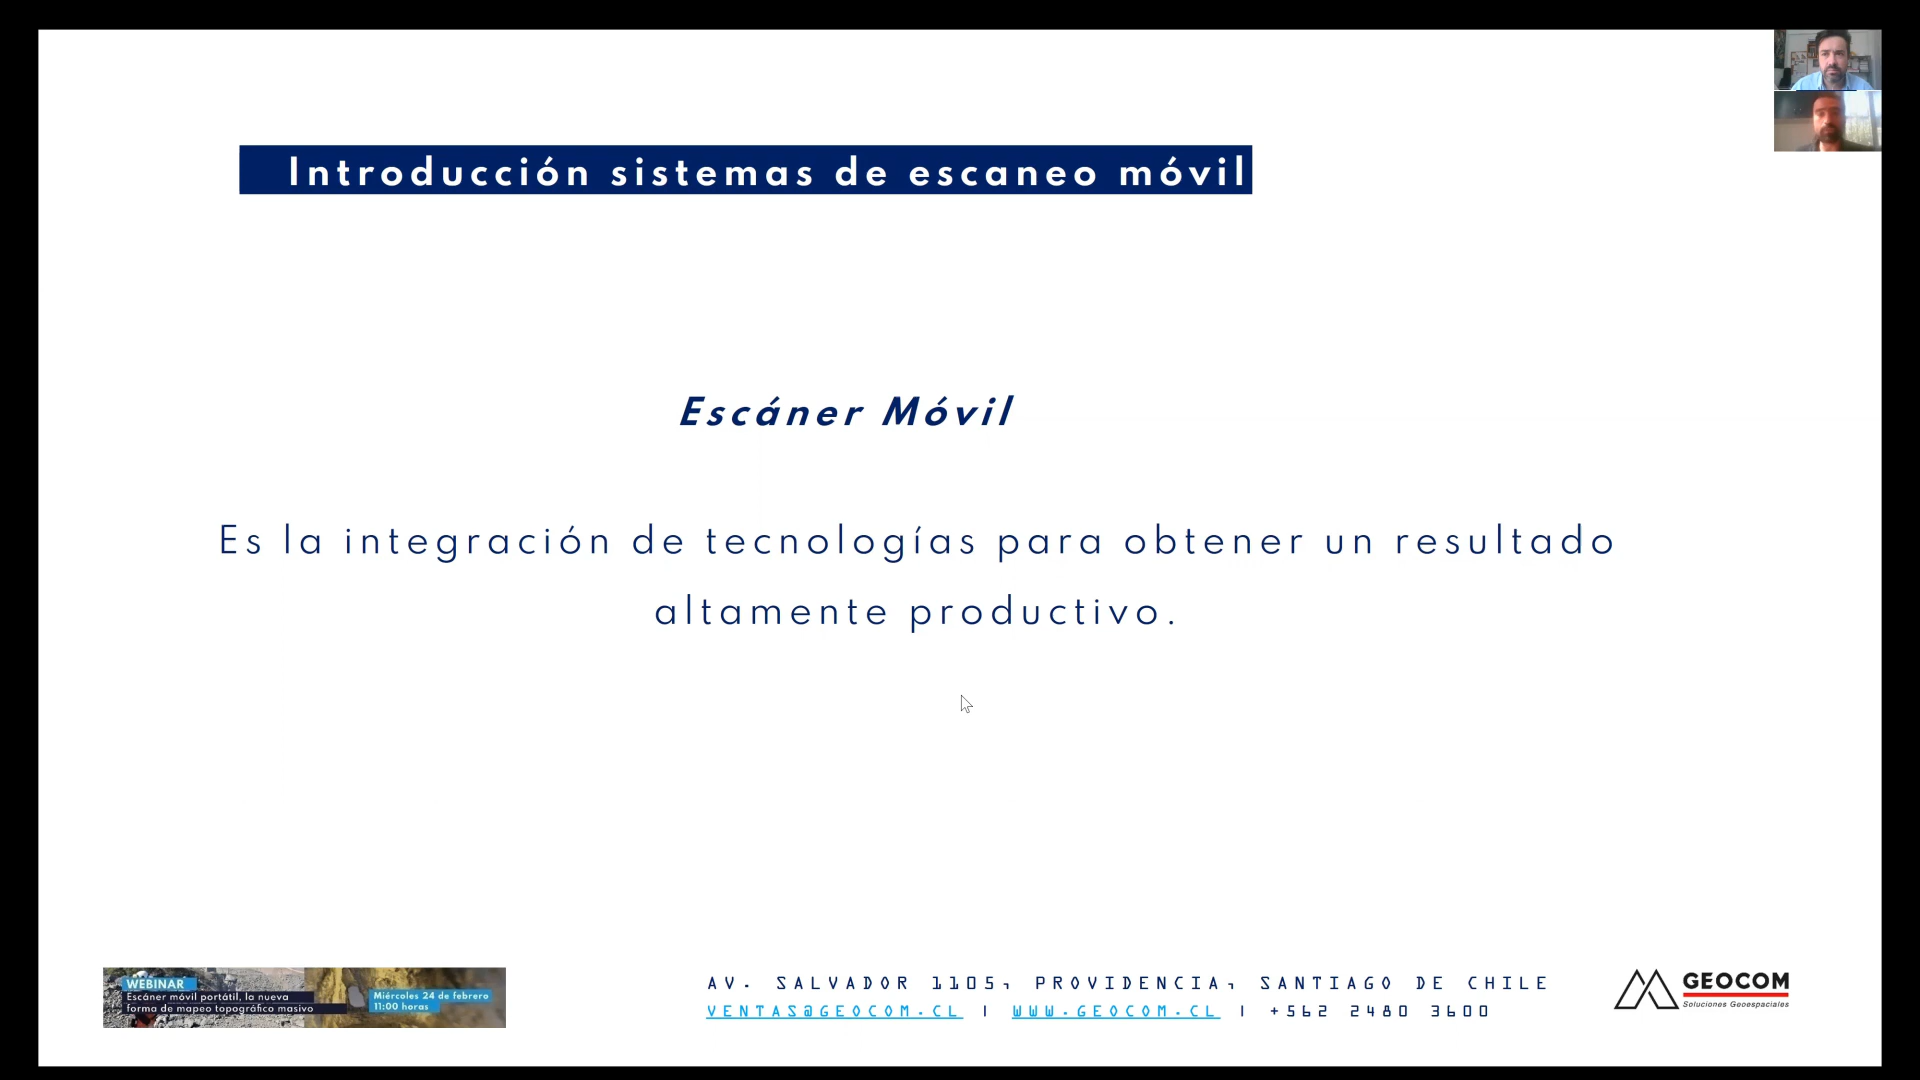 Introducción sistemas de escaneo móvil
Escáner Móvil
Es la integración de tecnologías para obtener un resultado
altamente productivo.
WEBINAR
Escáner móvil portátil, la nueva
forma de mapeo topográfico masivo
Miércoles 24 de febrero
11:00 horas
AV. SALVADOR 1105, PROVIDENCIA, SANTIAGO DE CHILE
VENTAS@GEOCOM.CL | WWW.GEOCOM.CL | +562 2480 3600
GEOCOM
Soluciones Geoespaciales